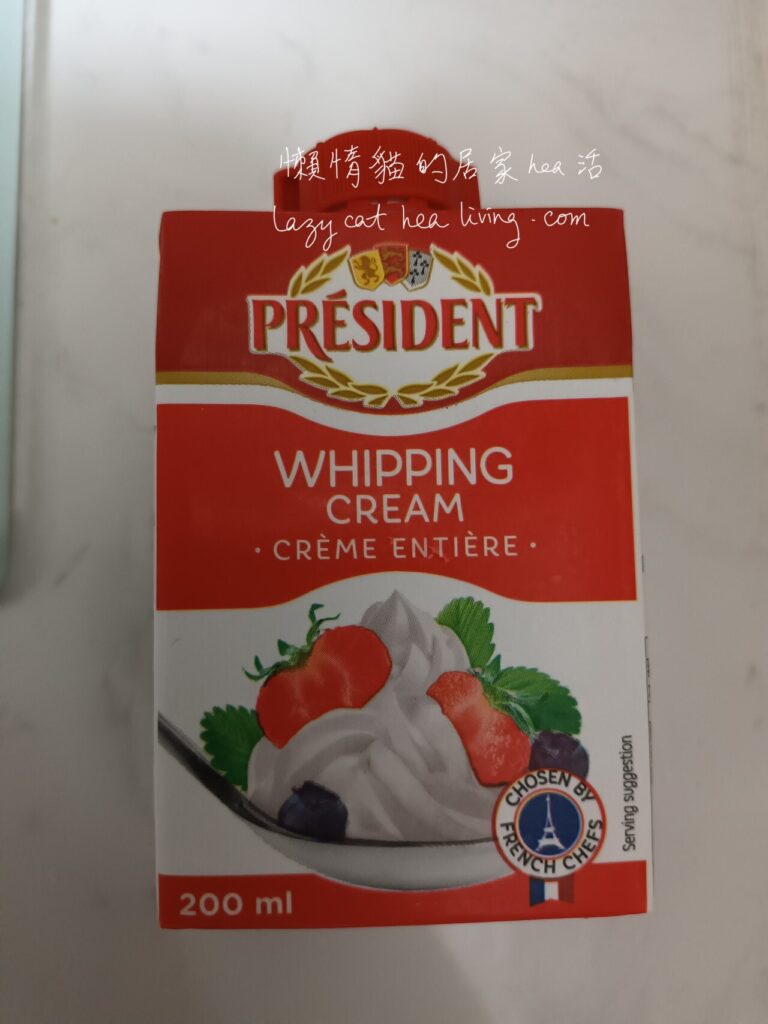 懶惰貓的居家hea活
lazy cat hea living.com
PRÉSIDENT
WHIPPING
CREAM
· CRÈME ENTIÈRE ·
CHOSEN BY
FRENCH CHEFS
Serving suggestion
200 ml